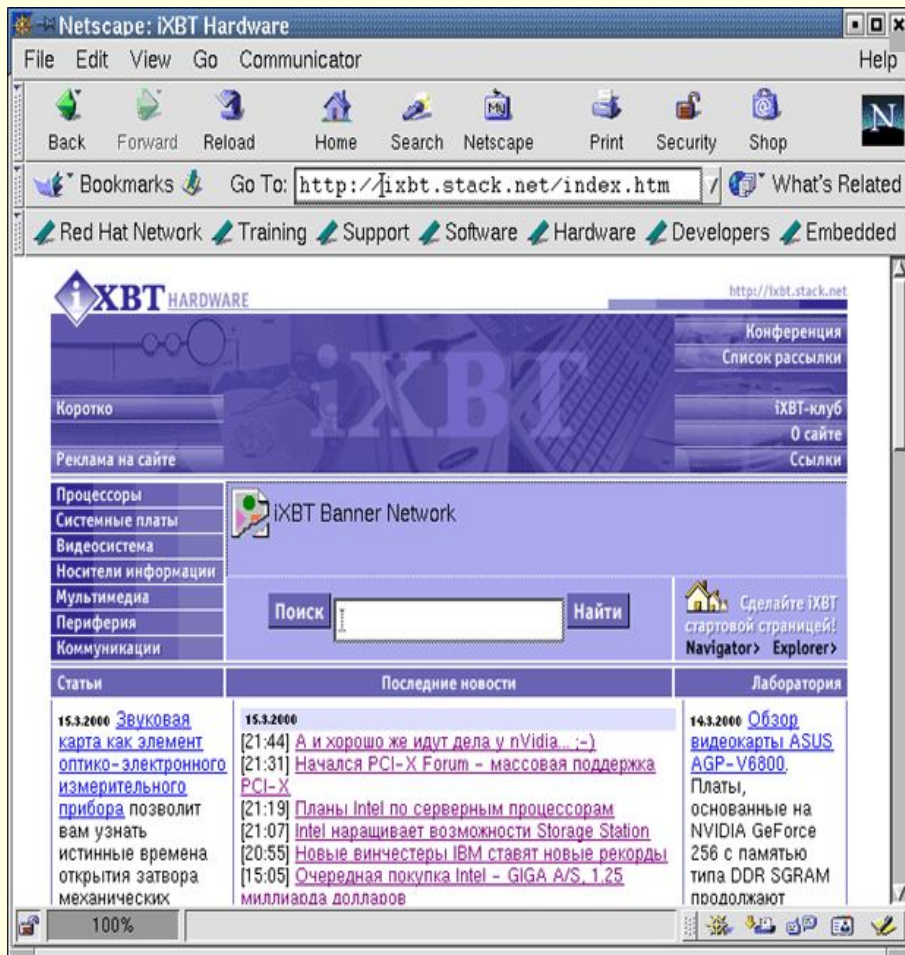 Netscape: iXBT Hardware
File Edit View Go Communicator Help
Back Forward Reload Home Search Netscape Print Security Shop
Bookmarks Go To: http://ixbt.stack.net/index.htm What's Related
Red Hat Network Training Support Software Hardware Developers Embedded
iXBT HARDWARE
http://ixbt.stack.net
iXBT
Конференция
Список рассылки
Коротко
iXBT-клуб
О сайте
Реклама на сайте
Ссылки
Процессоры
Системные платы
Видеосистема
Носители информации
Мультимедиа
Периферия
Коммуникации
iXBT Banner Network
Поиск
Найти
Сделайте iXBT
стартовой страницей!
Navigator> Explorer>
Статьи
15.3.2000 Звуковая
карта как элемент
оптико-электронного
измерительного
прибора позволит
вам узнать
истинные времена
открытия затвора
механических
Последние новости
15.3.2000
[21:44] А и хорошо же идут дела у nVidia... ;-)
[21:31] Начался PCI-X Forum - массовая поддержка
PCI-X
[21:19] Планы Intel по серверным процессорам
[21:07] Intel наращивает возможности Storage Station
[20:55] Новые винчестеры IBM ставят новые рекорды
[15:05] Очередная покупка Intel - GIGA A/S, 1.25
миллиарда долларов
Лаборатория
14.3.2000 Обзор
видеокарты ASUS
AGP-V6800.
Платы,
основанные на
NVIDIA GeForce
256 с памятью
типа DDR SGRAM
продолжают
100%